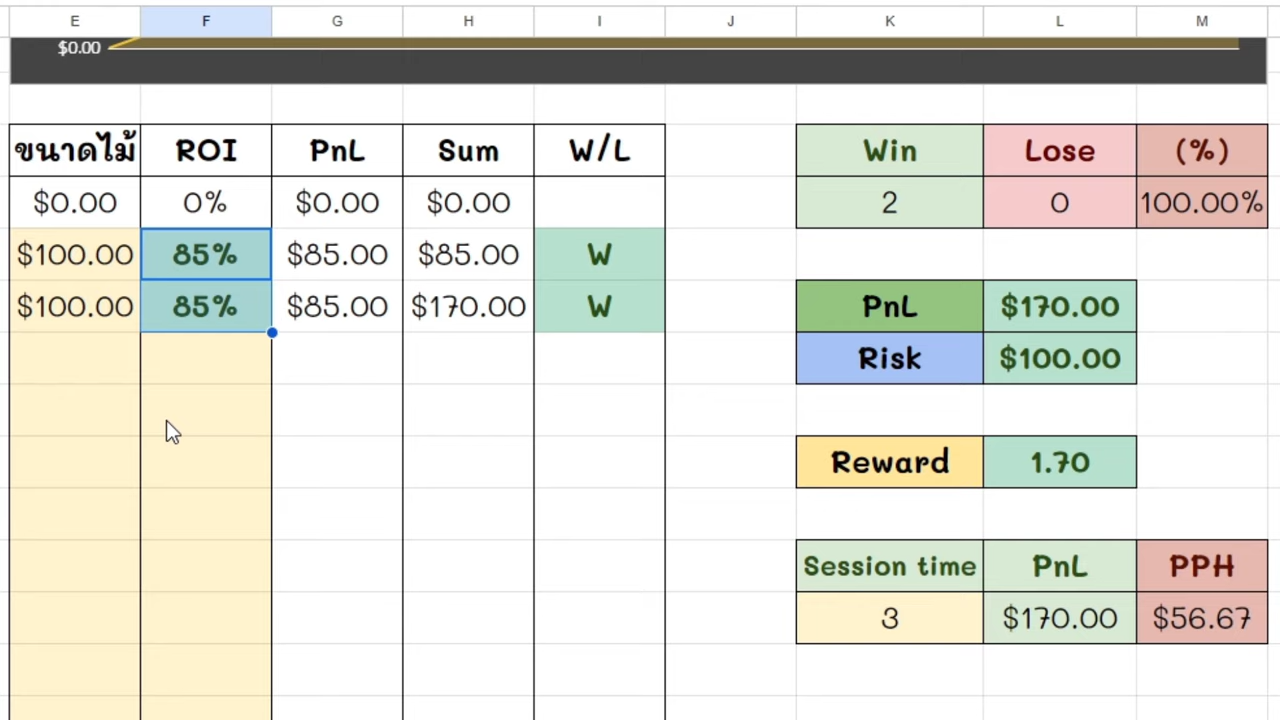 E F G H I J K L M
$0.00
ขนาดไม้ ROI PnL Sum W/L Win Lose (%)
$0.00 0% $0.00 $0.00 2 0 100.00%
$100.00 85% $85.00 $85.00 W
$100.00 85% $85.00 $170.00 W PnL $170.00
Risk $100.00
Reward 1.70
Session time PnL PPH
3 $170.00 $56.67